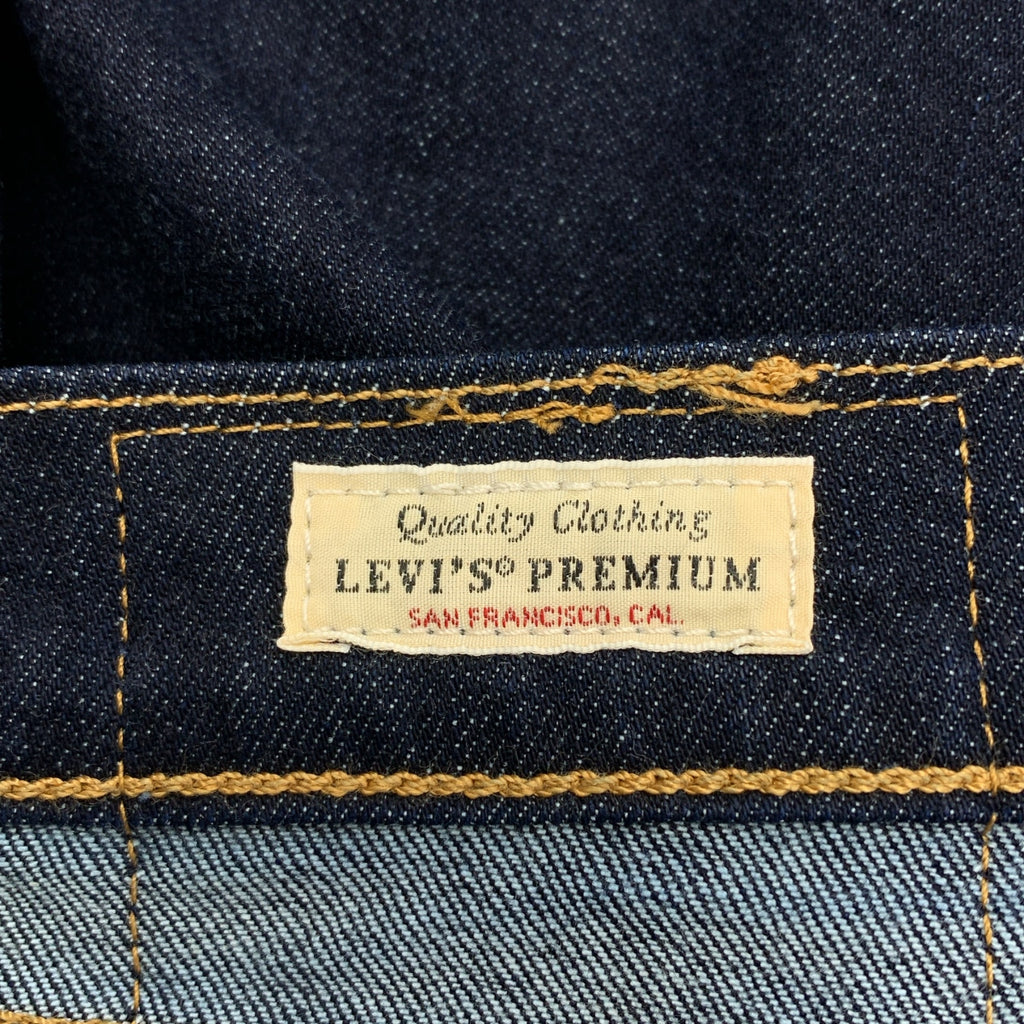 Quality Clothing
LEVI'S® PREMIUM
SAN FRANCISCO, CAL.